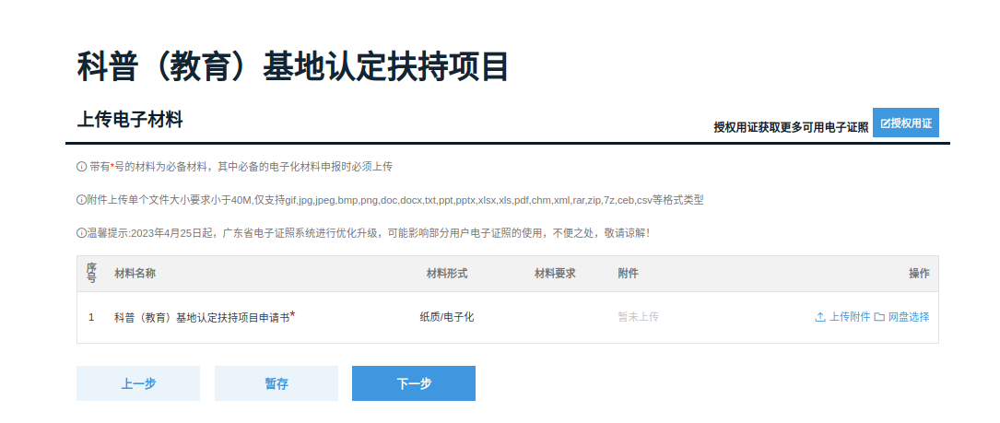 科普（教育）基地认定扶持项目
上传电子材料
授权用证获取更多可用电子证照 授权用证
带有*号的材料为必备材料，其中必备的电子化材料申报时必须上传
附件上传单个文件大小要求小于40M,仅支持gif,jpg,jpeg,bmp,png,doc,docx,txt,ppt,pptx,xlsx,xls,pdf,chm,xml,rar,zip,7z,ceb,csv等格式类型
温馨提示:2023年4月25日起，广东省电子证照系统进行优化升级，可能影响部分用户电子证照的使用，不便之处，敬请谅解！
序号 材料名称 材料形式 材料要求 附件 操作
1 科普（教育）基地认定扶持项目申请书* 纸质/电子化 暂未上传 上传附件 网盘选择
上一步 暂存 下一步